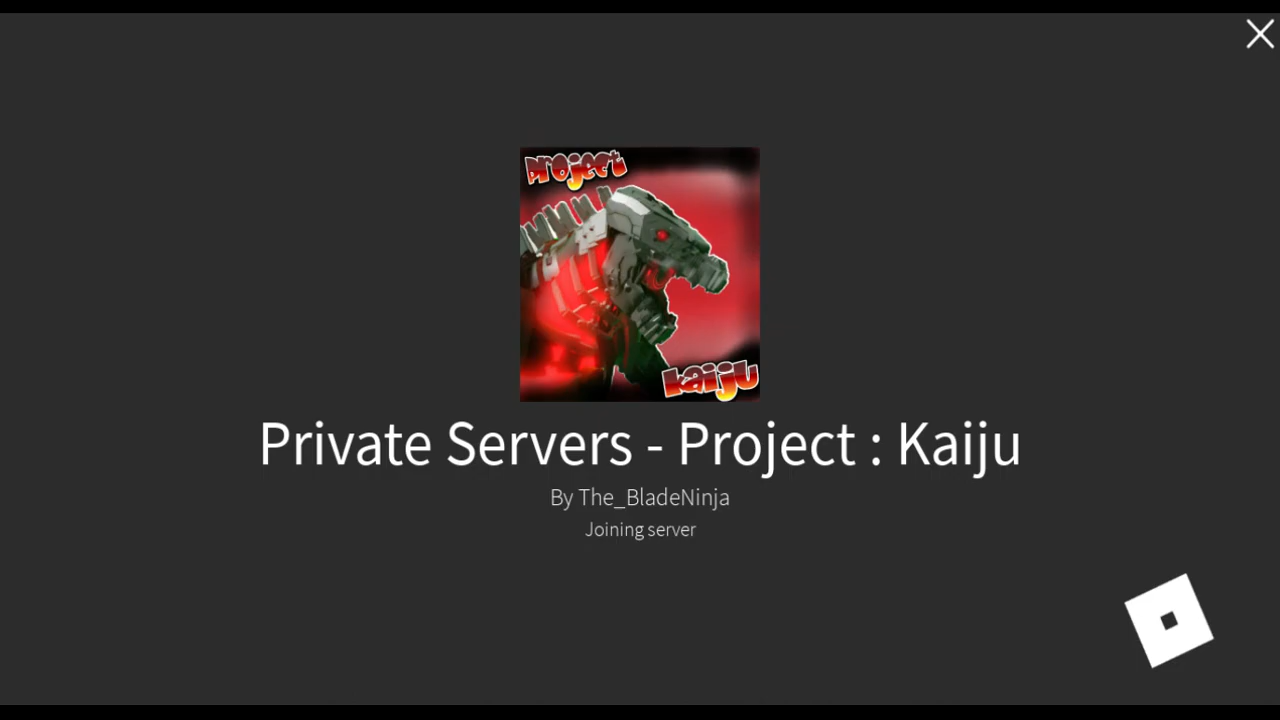 Project
Kaiju
Private Servers - Project : Kaiju
By The_BladeNinja
Joining server